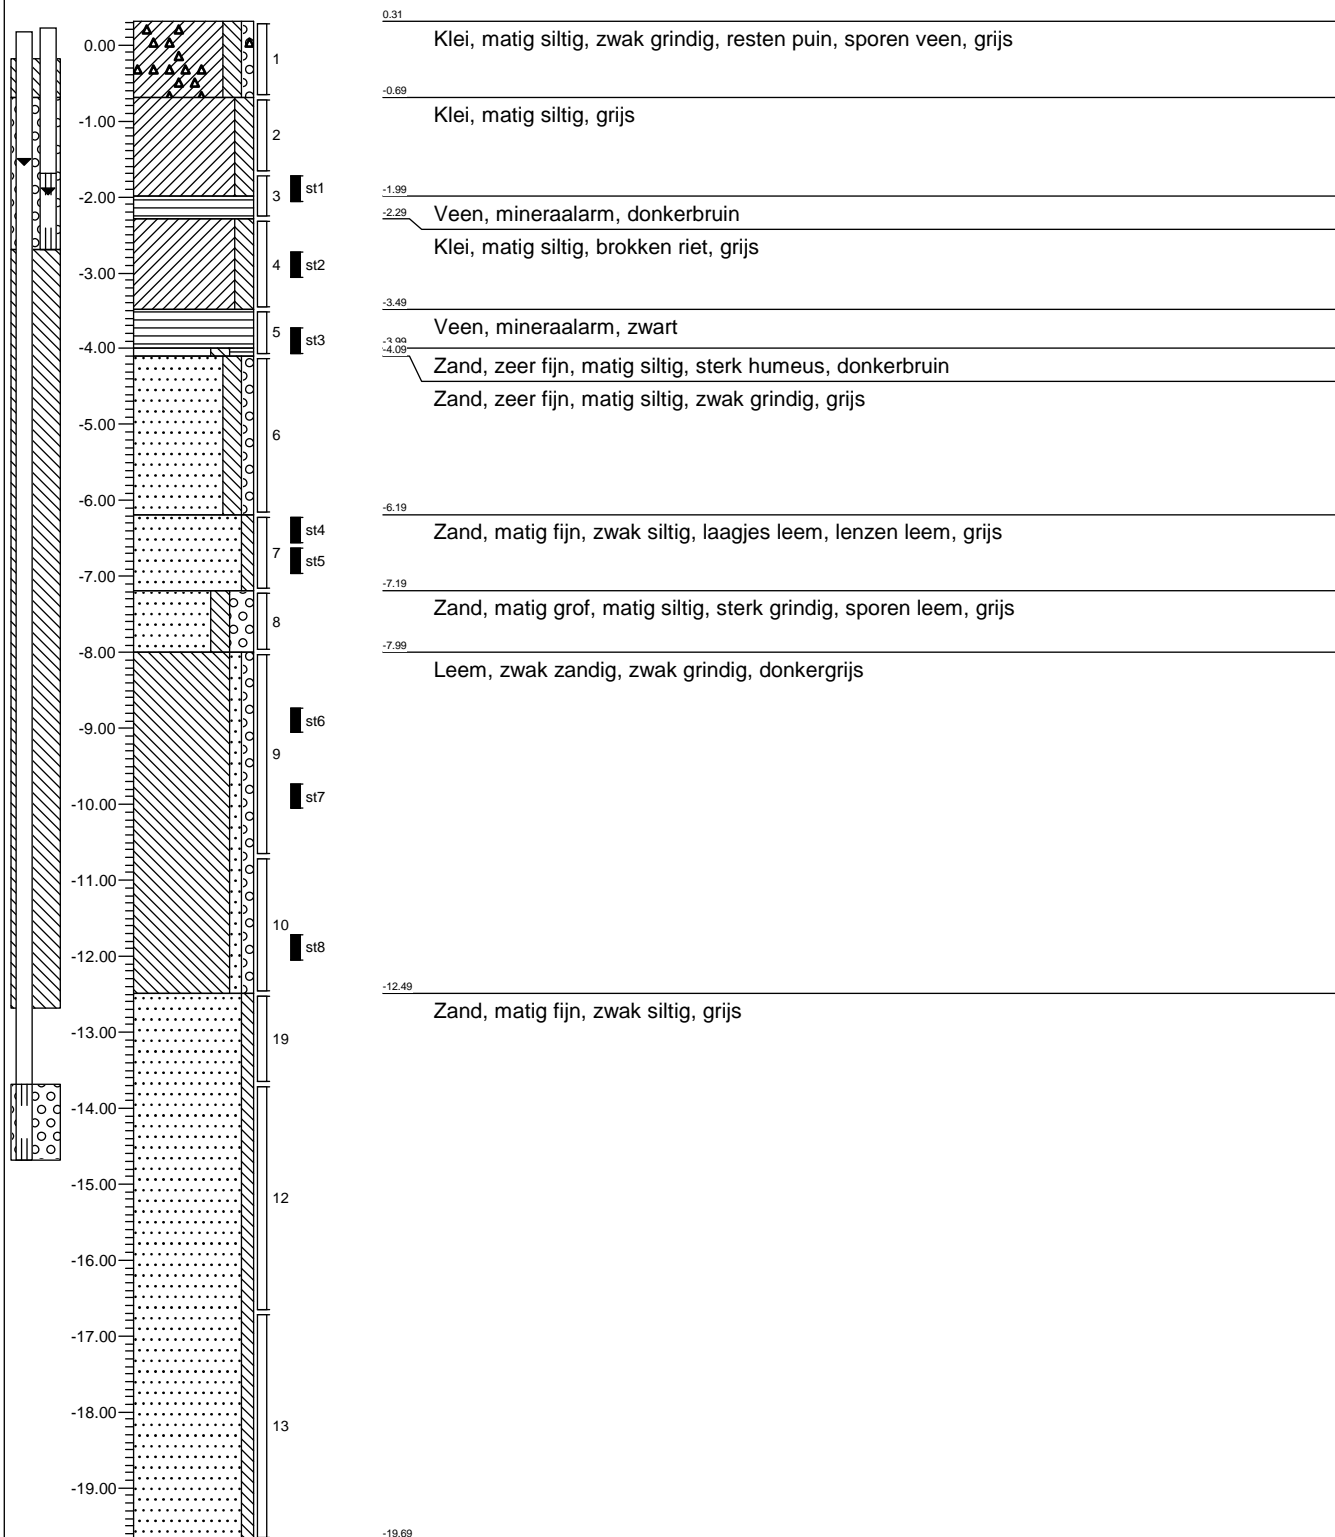 0.31
Klei, matig siltig, zwak grindig, resten puin, sporen veen, grijs
0.00
1
-0.69
Klei, matig siltig, grijs
-1.00
2
st1
-1.99
3
-2.00
Veen, mineraalarm, donkerbruin
-2.29
Klei, matig siltig, brokken riet, grijs
4
st2
-3.00
-3.49
Veen, mineraalarm, zwart
5
st3
-3.99
-4.00
-4.09
Zand, zeer fijn, matig siltig, sterk humeus, donkerbruin
Zand, zeer fijn, matig siltig, zwak grindig, grijs
-5.00
6
-6.00
-6.19
Zand, matig fijn, zwak siltig, laagjes leem, lenzen leem, grijs
st4
7
st5
-7.00
-7.19
Zand, matig grof, matig siltig, sterk grindig, sporen leem, grijs
8
-7.99
-8.00
Leem, zwak zandig, zwak grindig, donkergrijs
st6
-9.00
9
st7
-10.00
-11.00
10
st8
-12.00
-12.49
Zand, matig fijn, zwak siltig, grijs
-13.00
19
-14.00
-15.00
12
-16.00
-17.00
-18.00
13
-19.00
-19.69